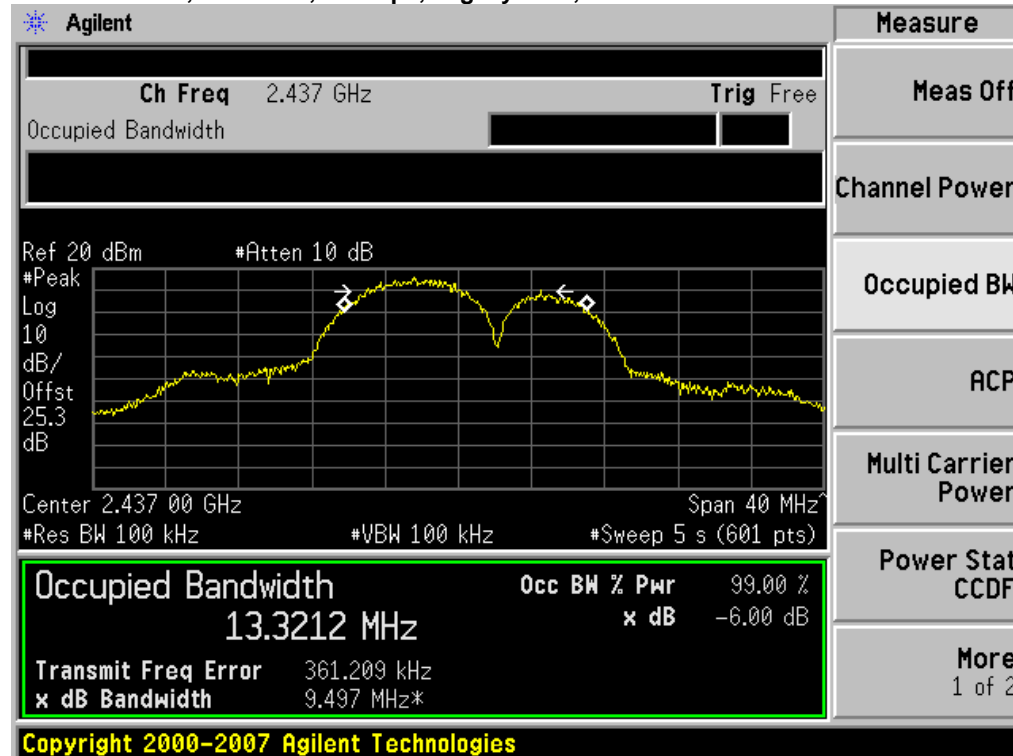 Agilent
Measure
Ch Freq 2.437 GHz Trig Free
Occupied Bandwidth
Meas Off
Channel Power
Occupied BW
ACP
Multi Carrier
Power
Power Stat
CCDF
More
1 of 2
Ref 20 dBm #Atten 10 dB
#Peak
Log
10
dB/
Offst
25.3
dB
Center 2.437 00 GHz Span 40 MHz^
#Res BW 100 kHz #VBW 100 kHz #Sweep 5 s (601 pts)
Occupied Bandwidth Occ BW % Pwr 99.00 %
13.3212 MHz x dB -6.00 dB
Transmit Freq Error 361.209 kHz
x dB Bandwidth 9.497 MHz*
Copyright 2000-2007 Agilent Technologies